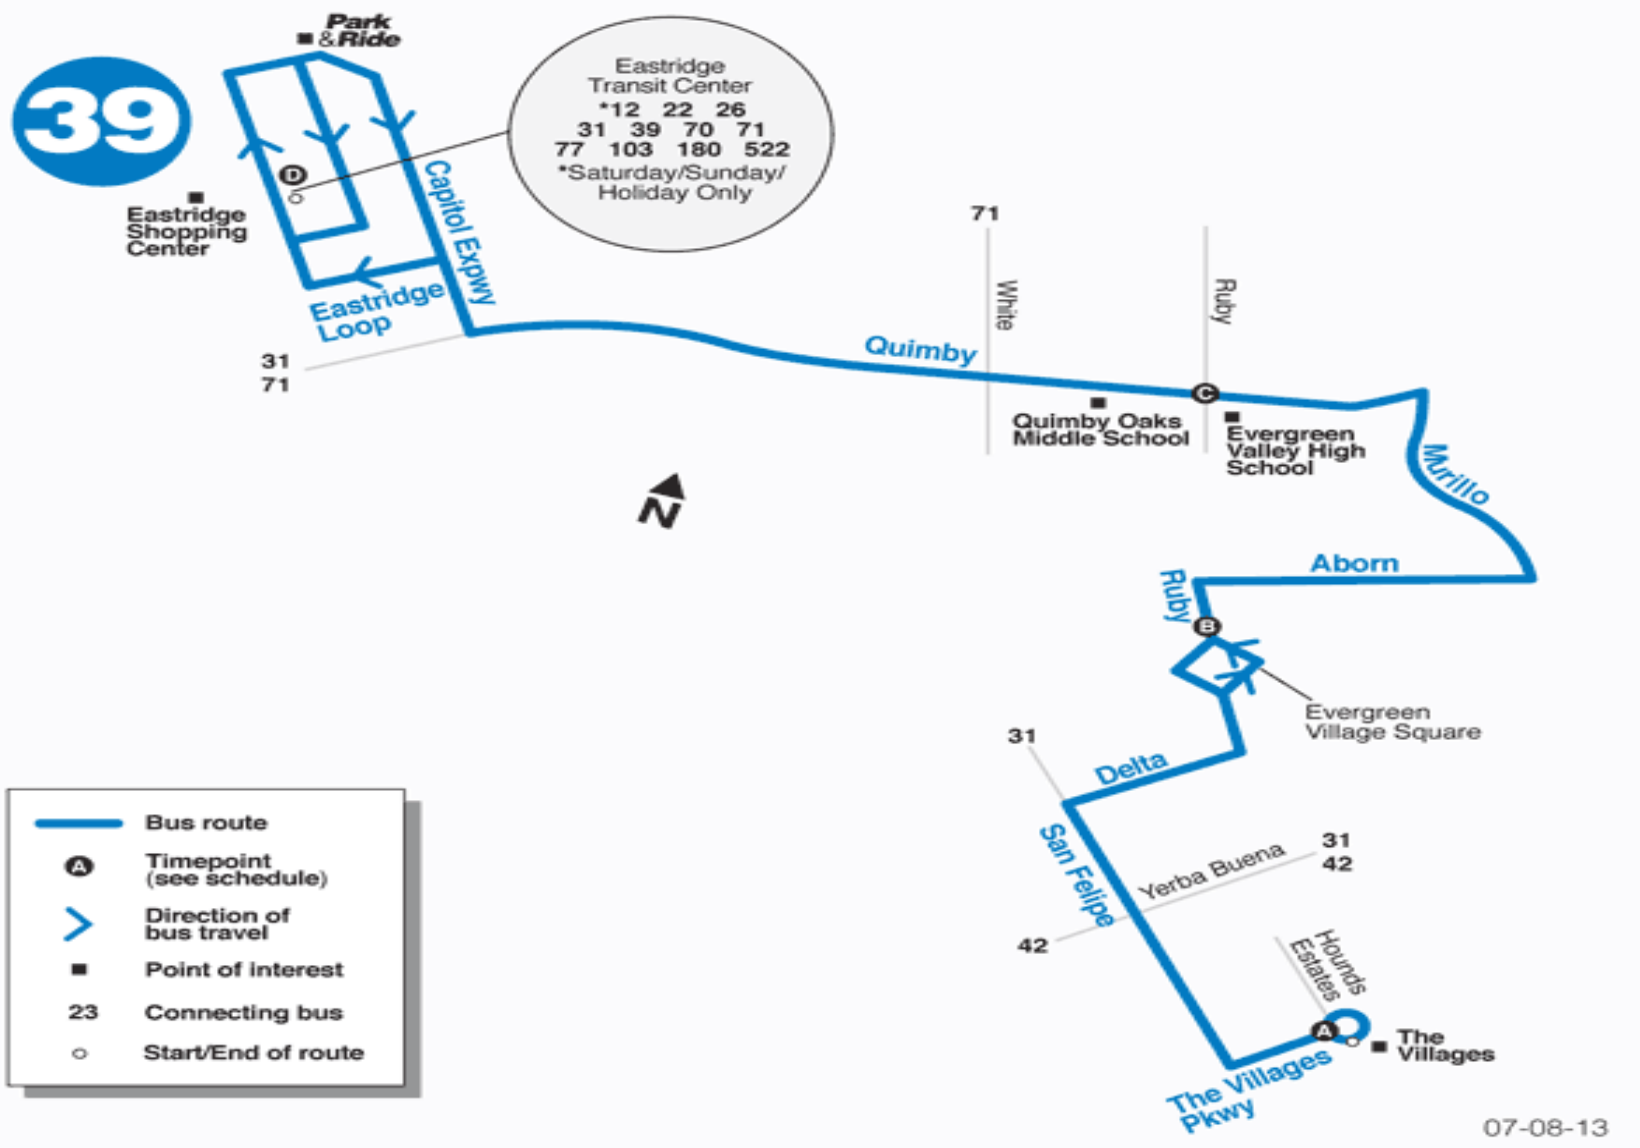 Park
&Ride
39
Eastridge
Transit Center
*12 22 26
31 39 70 71
77 103 180 522
*Saturday/Sunday/
Holiday Only
D
Eastridge
Shopping
Center
Capitol Expwy
Eastridge
Loop
31
71
71
White
Ruby
Quimby
C
Quimby Oaks
Middle School
Evergreen
Valley High
School
Murillo
N
Aborn
Ruby
B
Evergreen
Village Square
31
Delta
San Felipe
Yerba Buena
31
42
42
Hounds
Estates
A
The
Villages
The Villages
Pkwy
Bus route
A
Timepoint
(see schedule)
Direction of
bus travel
Point of interest
23
Connecting bus
Start/End of route
07-08-13